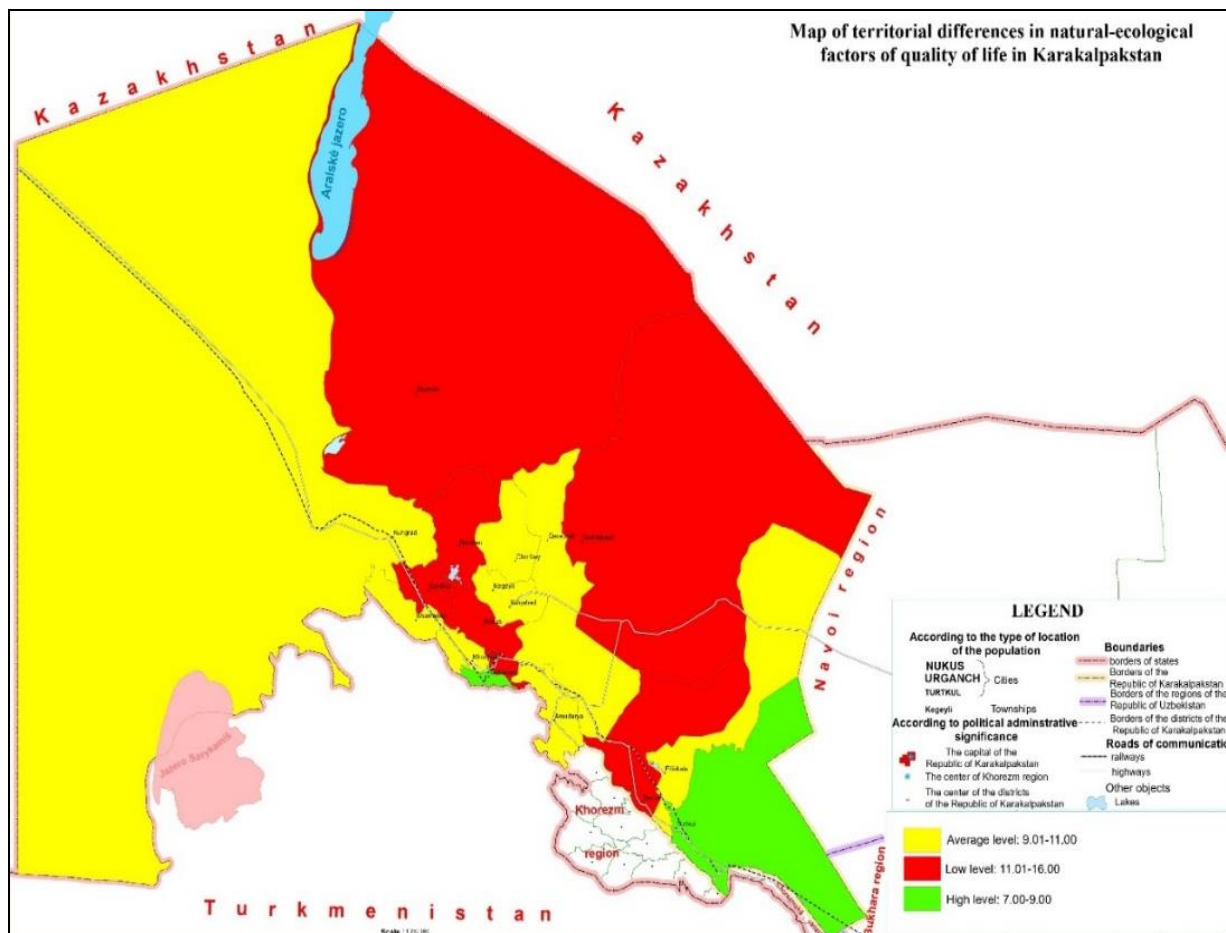 Map of territorial differences in natural-ecological
factors of quality of life in Karakalpakstan
Kazakhstan
Kazakhstan
Aralské jazero
Kungrad
Chimbay
Kegeyli
Navoi region
Amudarya
Jazero Sarykamiš
Khorezm
region
Turkmenistan
Bukhara region
LEGEND
According to the type of location
of the population
NUKUS
URGANCH
TURTKUL
Cities
Kegeyli
Townships
According to political adminstrative
significance
The capital of the
Republic of Karakalpakstan
The center of Khorezm region
The center of the districts
of the Republic of Karakalpakstan
Boundaries
borders of states
Borders of the
Republic of Karakalpakstan
Borders of the regions of the
Republic of Uzbekistan
Borders of the districts of the
Republic of Karakalpakstan
Roads of communication
railways
highways
Other objects
Lakes
Average level: 9.01-11.00
Low level: 11.01-16.00
High level: 7.00-9.00